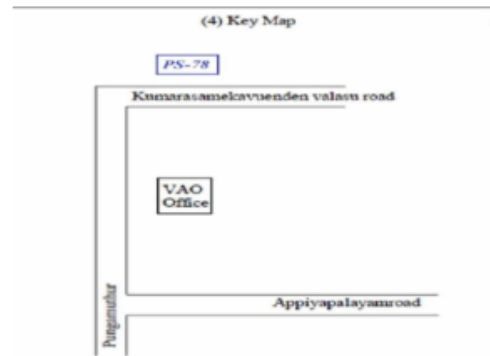 (4) Key Map
PS-78
Kumarasamekavuenden valasu road
VAO
Office
Appiyapalayamroad
Pungamuthur